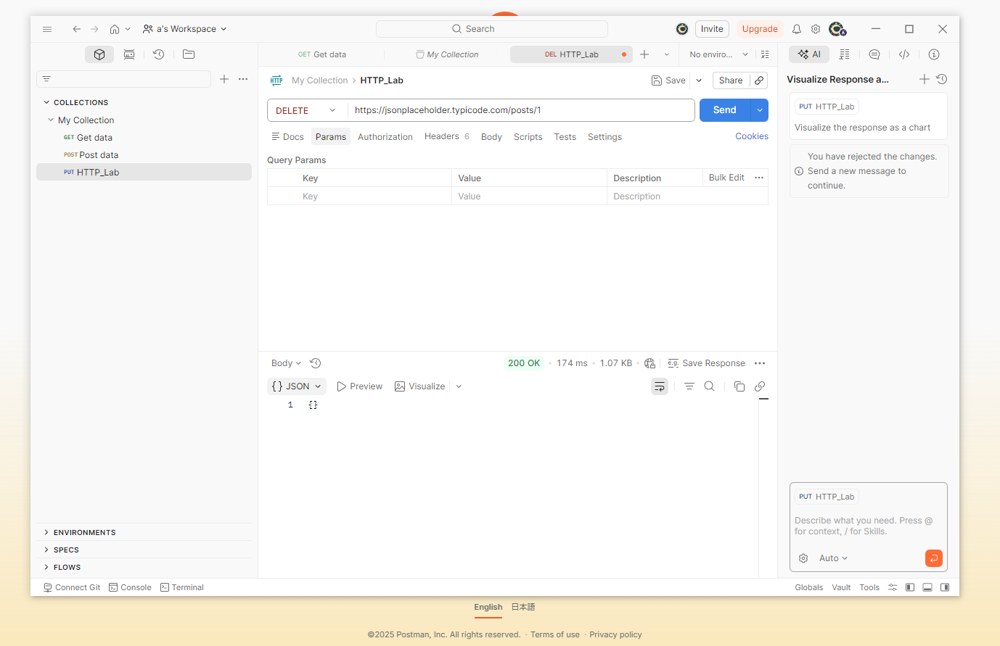 a's Workspace
Search
Invite
Upgrade
GET Get data
My Collection
DEL HTTP_Lab
No enviro...
AI
HTTP
My Collection > HTTP_Lab
Save
Share
Visualize Response a...
COLLECTIONS
My Collection
GET Get data
POST Post data
PUT HTTP_Lab
DELETE
https://jsonplaceholder.typicode.com/posts/1
Send
Docs
Params
Authorization
Headers 6
Body
Scripts
Tests
Settings
Cookies
Query Params
Key Value Description Bulk Edit
Key Value Description
PUT HTTP_Lab
Visualize the response as a chart
You have rejected the changes.
Send a new message to
continue.
Body
200 OK
174 ms
1.07 KB
e.g. Save Response
{} JSON
Preview
Visualize
1 {}
PUT HTTP_Lab
Describe what you need. Press @
for context, / for Skills.
Auto
ENVIRONMENTS
SPECS
FLOWS
Connect Git
Console
Terminal
Globals
Vault
Tools
English 日本語
©2025 Postman, Inc. All rights reserved. · Terms of use · Privacy policy